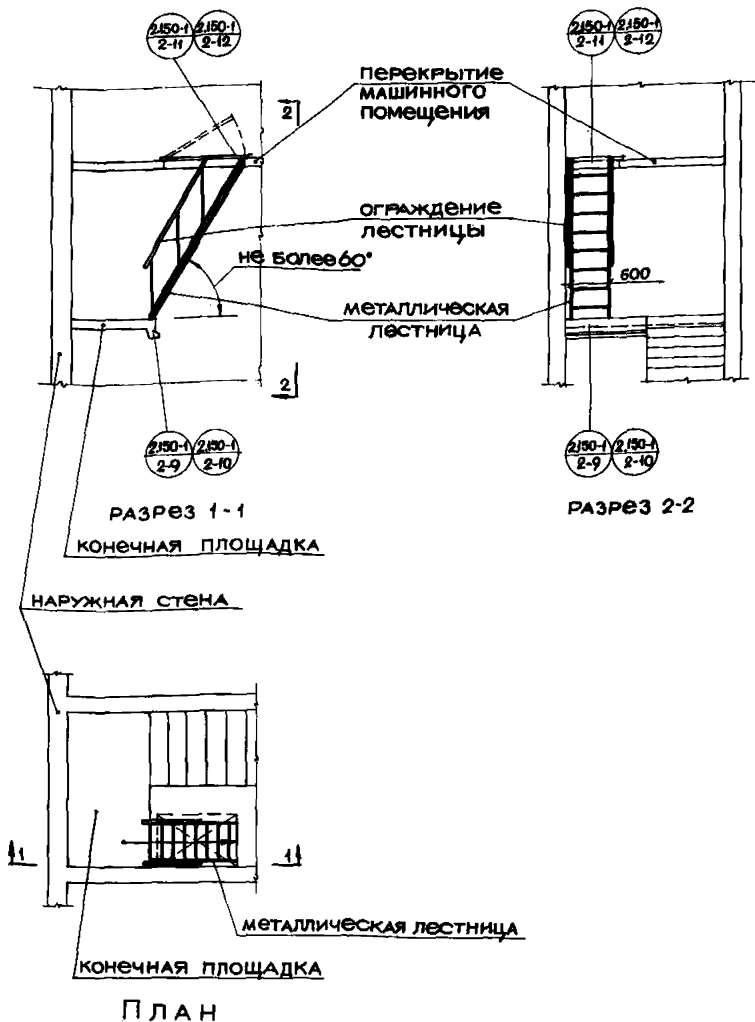 2.150-1 2.150-1
2-11 2-12
2.150-1 2.150-1
2-11 2-12
ПЕРЕКРЫТИЕ
МАШИННОГО
ПОМЕЩЕНИЯ
2
ОГРАЖДЕНИЕ
ЛЕСТНИЦЫ
НЕ БОЛЕЕ 60°
600
МЕТАЛЛИЧЕСКАЯ
ЛЕСТНИЦА
2
2.150-1 2.150-1
2-9 2-10
2.150-1 2.150-1
2-9 2-10
РАЗРЕЗ 1-1
РАЗРЕЗ 2-2
КОНЕЧНАЯ ПЛОЩАДКА
НАРУЖНАЯ СТЕНА
1 1
МЕТАЛЛИЧЕСКАЯ ЛЕСТНИЦА
КОНЕЧНАЯ ПЛОЩАДКА
ПЛАН